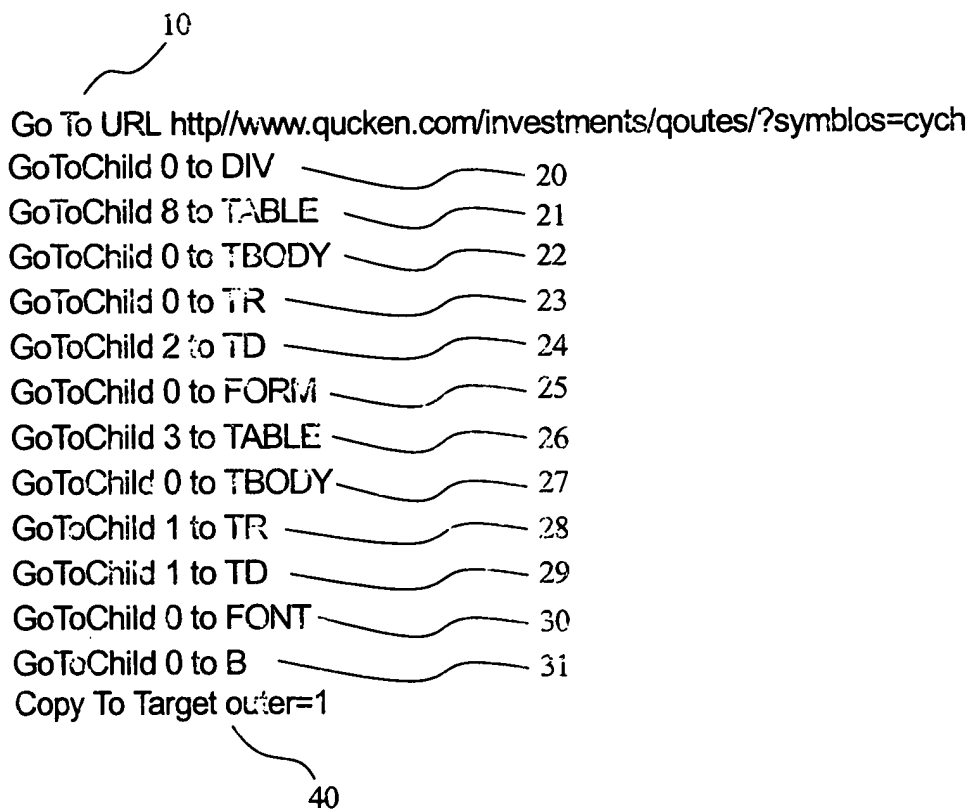 10
Go To URL http//www.qucken.com/investments/qoutes/?symblos=cych
GoToChild 0 to DIV 20
GoToChild 8 to TABLE 21
GoToChild 0 to TBODY 22
GoToChild 0 to TR 23
GoToChild 2 to TD 24
GoToChild 0 to FORM 25
GoToChild 3 to TABLE 26
GoToChild 0 to TBODY 27
GoToChild 1 to TR 28
GoToChild 1 to TD 29
GoToChild 0 to FONT 30
GoToChild 0 to B 31
Copy To Target outer=1
40